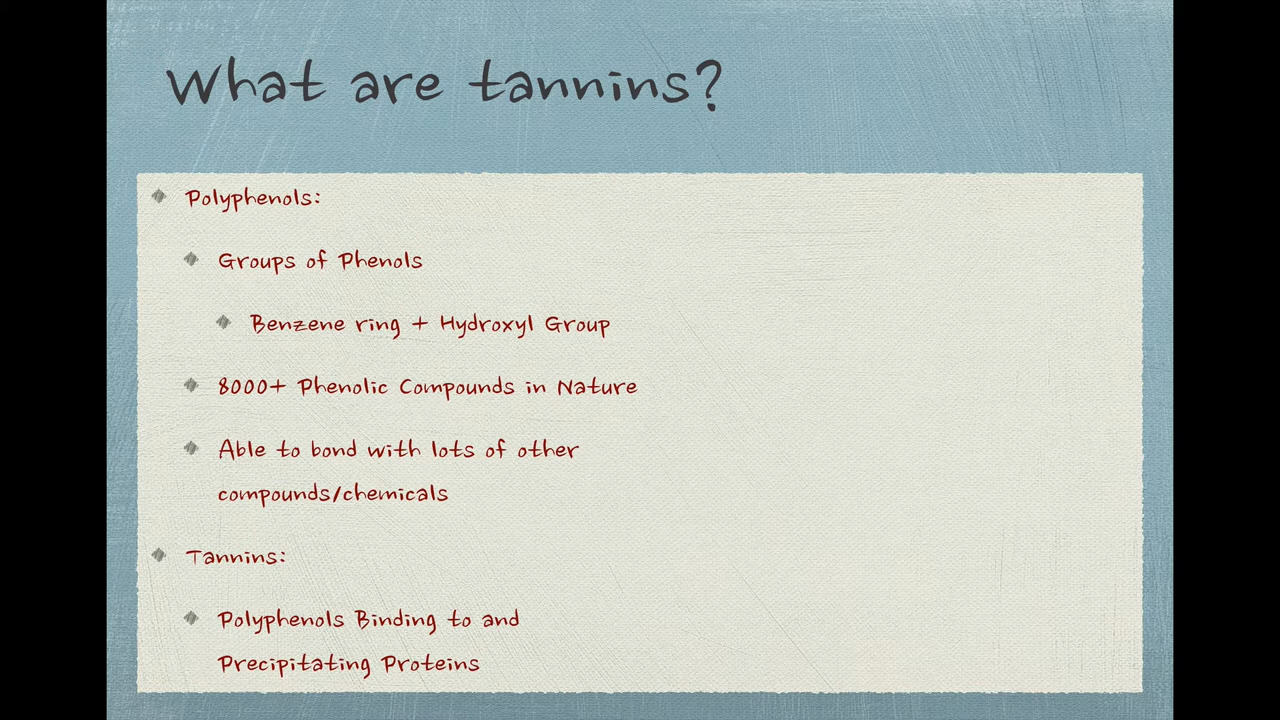 What are tannins?
Polyphenols:
Groups of Phenols
Benzene ring + Hydroxyl Group
8000+ Phenolic Compounds in Nature
Able to bond with lots of other
compounds/chemicals
Tannins:
Polyphenols Binding to and
Precipitating Proteins